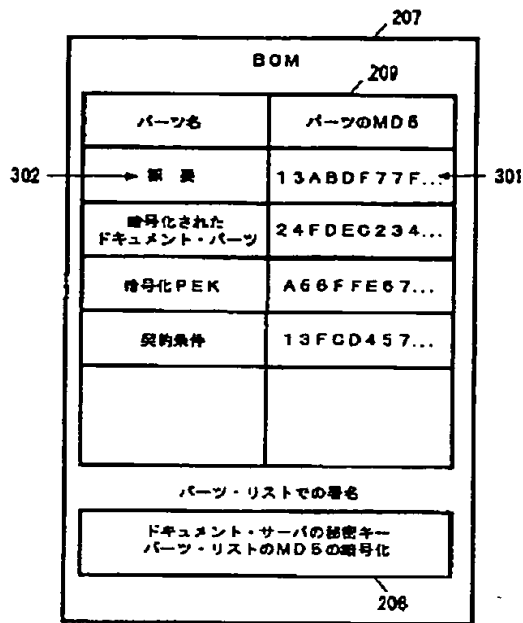 207
BOM
209
パーツ名
パーツのMD5
302
概 要
13ABDF77F...
301
暗号化された
ドキュメント・パーツ
24FDEC234...
暗号化PEK
A56FFE67...
契約条件
13FCD457...
パーツ・リストでの署名
ドキュメント・サーバの秘密キー
パーツ・リストのMD5の暗号化
208